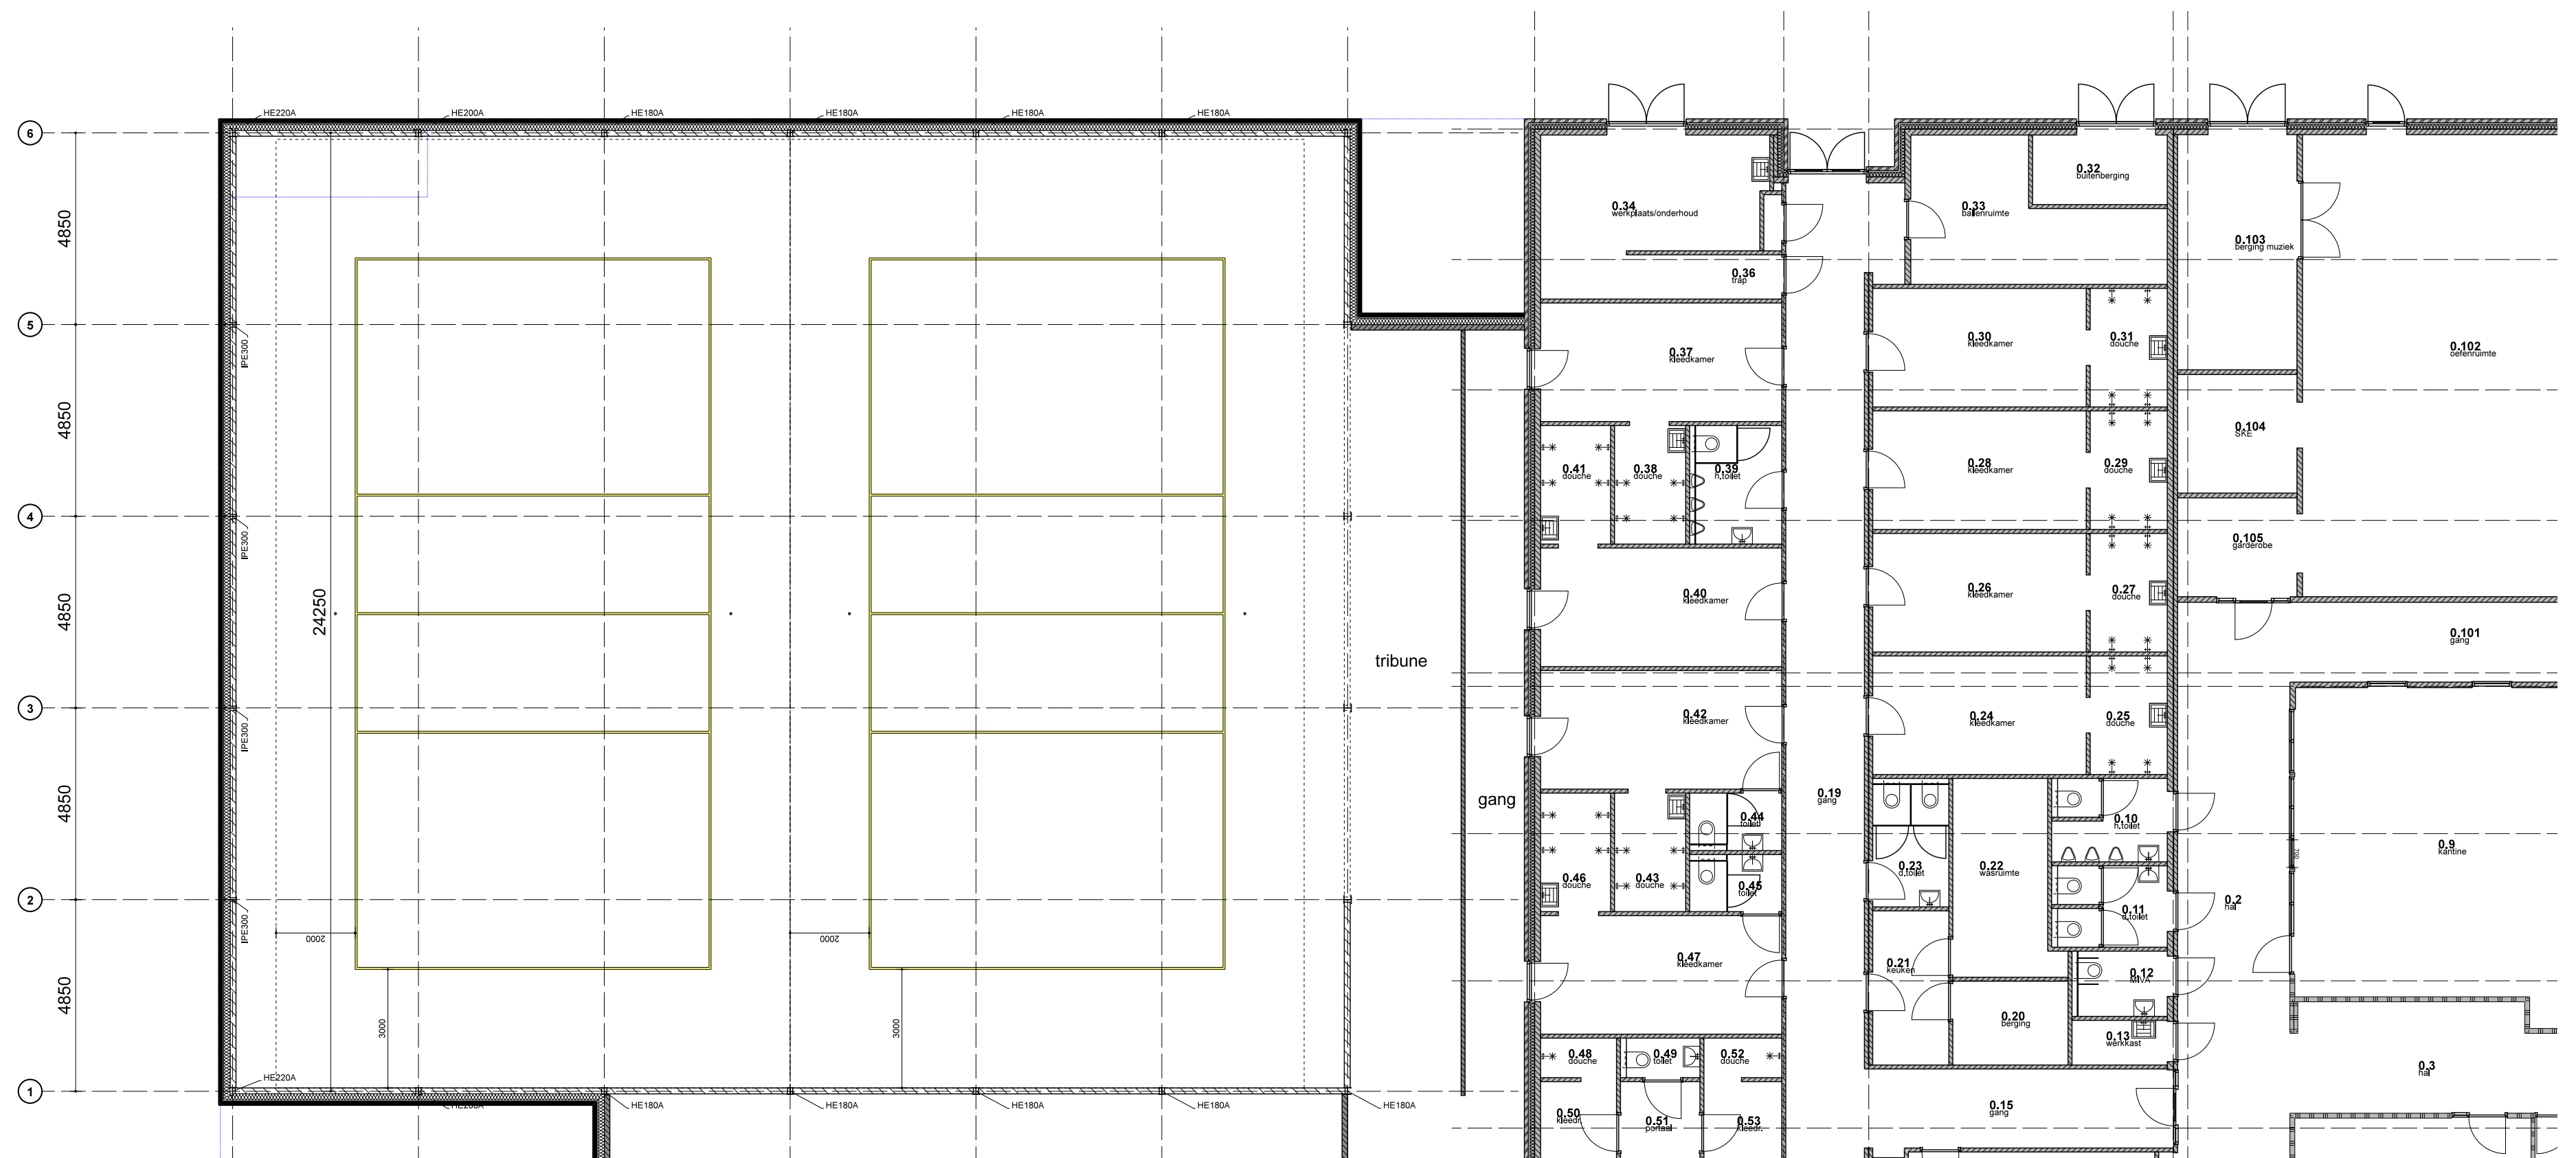 HE220A
HE200A
HE180A
HE180A
HE180A
HE180A
6
5
4
3
2
1
4850
4850
4850
4850
4850
24250
IPE300
IPE300
IPE300
IPE300
2000
2000
3000
3000
HE220A
HE200A
HE180A
HE180A
HE180A
HE180A
HE180A
tribune
gang
0.34
werkplaats/onderhoud
0.36
trap
0.37
kleedkamer
0.41
douche
0.38
douche
0.39
h.toilet
0.40
kleedkamer
0.42
kleedkamer
0.44
toilet
0.46
douche
0.43
douche
0.45
toilet
0.47
kleedkamer
0.48
douche
0.49
toilet
0.52
douche
0.50
kleedr.
0.51
portaal
0.53
kleedr.
0.19
gang
0.32
buitenberging
0.33
ballenruimte
0.30
kleedkamer
0.31
douche
0.28
kleedkamer
0.29
douche
0.26
kleedkamer
0.27
douche
0.24
kleedkamer
0.25
douche
0.23
d.toilet
0.22
wasruimte
0.10
h.toilet
0.11
d.toilet
0.21
keuken
0.12
MIVA
0.20
berging
0.13
werkkast
0.15
gang
0.103
berging muziek
0.102
oefenruimte
0.104
SKE
0.105
garderobe
0.101
gang
0.9
kantine
700
0.2
hal
0.3
hal